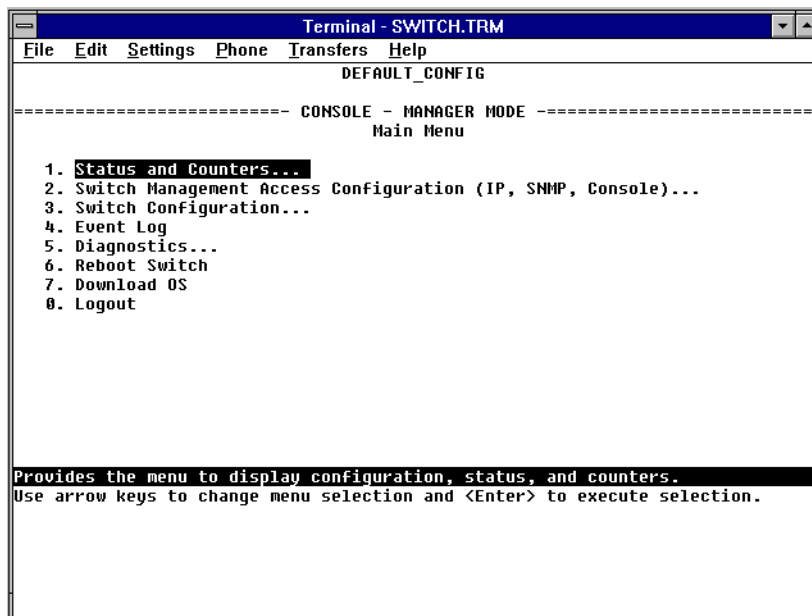 Terminal - SWITCH.TRM
File Edit Settings Phone Transfers Help
DEFAULT_CONFIG
==========================- CONSOLE - MANAGER MODE -==========================
Main Menu
1. Status and Counters...
2. Switch Management Access Configuration (IP, SNMP, Console)...
3. Switch Configuration...
4. Event Log
5. Diagnostics...
6. Reboot Switch
7. Download OS
0. Logout
Provides the menu to display configuration, status, and counters.
Use arrow keys to change menu selection and <Enter> to execute selection.